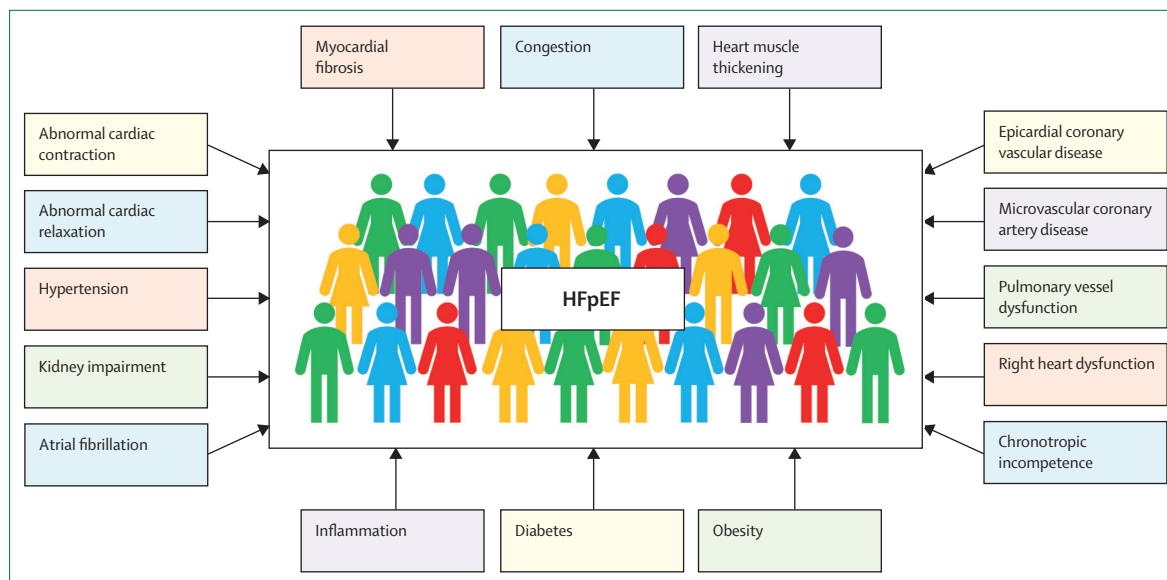 Myocardial
fibrosis
Congestion
Heart muscle
thickening
Abnormal cardiac
contraction
Abnormal cardiac
relaxation
Hypertension
Kidney impairment
Atrial fibrillation
HFpEF
Epicardial coronary
vascular disease
Microvascular coronary
artery disease
Pulmonary vessel
dysfunction
Right heart dysfunction
Chronotropic
incompetence
Inflammation
Diabetes
Obesity